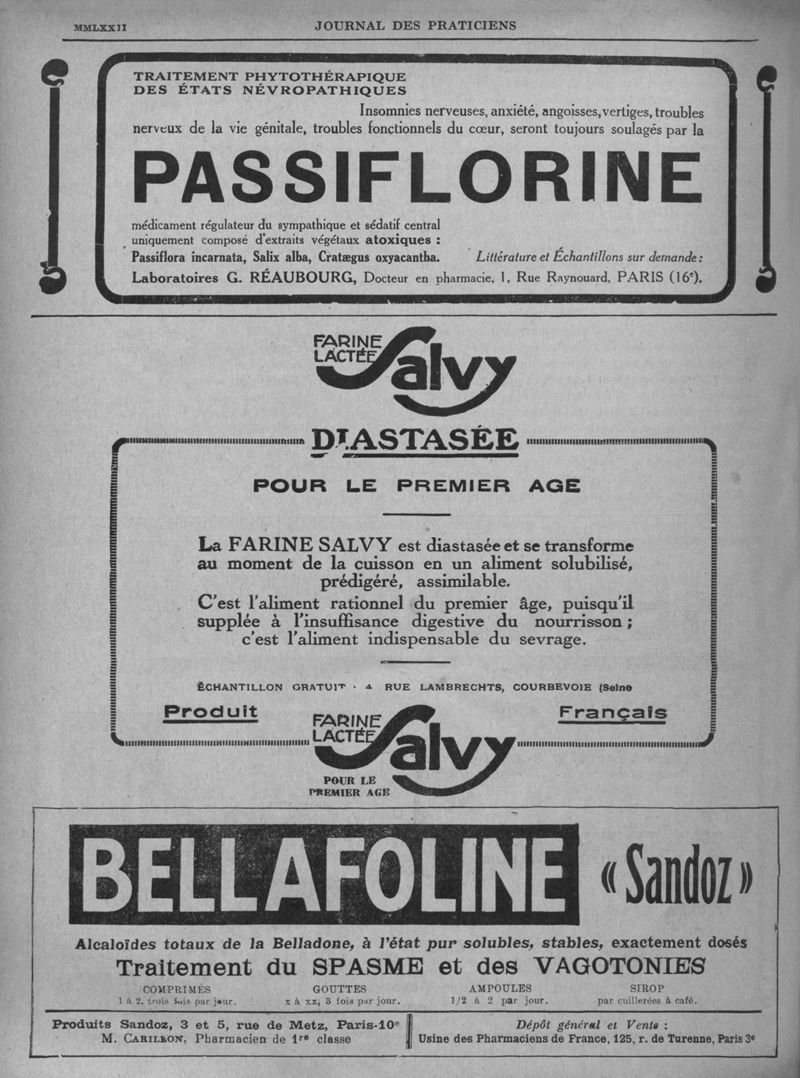 MMLXXII
JOURNAL DES PRATICIENS
TRAITEMENT PHYTOTHÉRAPIQUE
DES ÉTATS NÉVROPATHIQUES
Insomnies nerveuses, anxiété, angoisses, vertiges, troubles
nerveux de la vie génitale, troubles fonctionnels du cœur, seront toujours soulagés par la
PASSIFLORINE
médicament régulateur du sympathique et sédatif central
uniquement composé d'extraits végétaux atoxiques :
Passiflora incarnata, Salix alba, Cratægus oxyacantha.
Littérature et Échantillons sur demande :
Laboratoires G. RÉAUBOURG, Docteur en pharmacie, 1, Rue Raynouard, PARIS (16e).
FARINE
LACTÉE
Salvy
DIASTASÉE
POUR LE PREMIER AGE
La FARINE SALVY est diastasée et se transforme
au moment de la cuisson en un aliment solubilisé,
prédigéré, assimilable.
C'est l'aliment rationnel du premier âge, puisqu'il
supplée à l'insuffisance digestive du nourrisson ;
c'est l'aliment indispensable du sevrage.
ÉCHANTILLON GRATUIT · 4 RUE LAMBRECHTS, COURBEVOIE (Seine
Produit
Français
FARINE
LACTÉE
Salvy
POUR LE
PREMIER AGE
BELLAFOLINE
« Sandoz »
Alcaloïdes totaux de la Belladone, à l'état pur solubles, stables, exactement dosés
Traitement du SPASME et des VAGOTONIES
COMPRIMÉS
GOUTTES
AMPOULES
SIROP
1 à 2, trois fois par jour.
x à xx, 3 fois par jour.
1/2 à 2 par jour.
par cuillerées à café.
Produits Sandoz, 3 et 5, rue de Metz, Paris-10e
M. CARILLON, Pharmacien de 1re classe
Dépôt général et Vente :
Usine des Pharmaciens de France, 125, r. de Turenne, Paris 3e